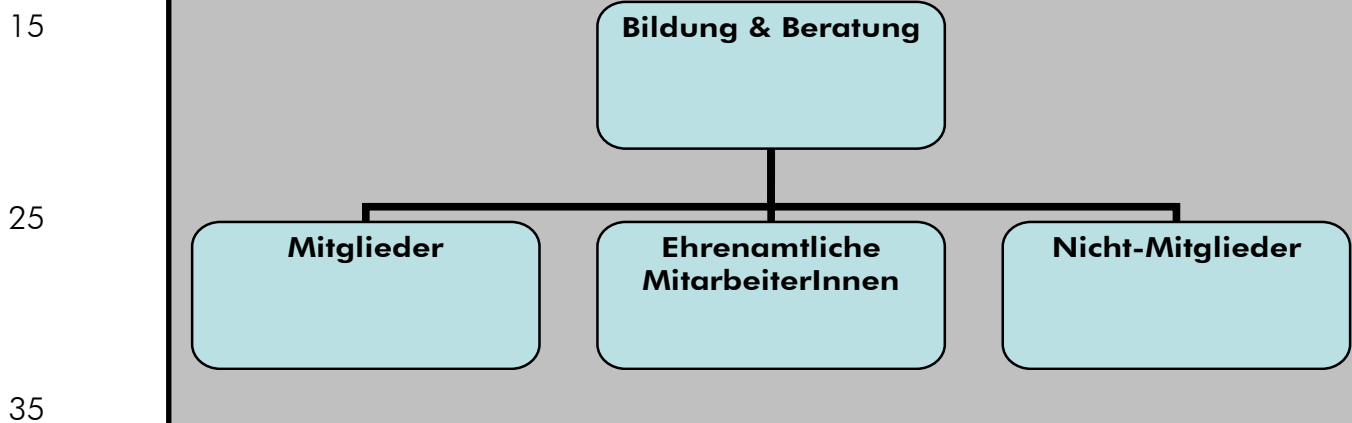 15
Bildung & Beratung
25
Mitglieder
Ehrenamtliche
MitarbeiterInnen
Nicht-Mitglieder
35